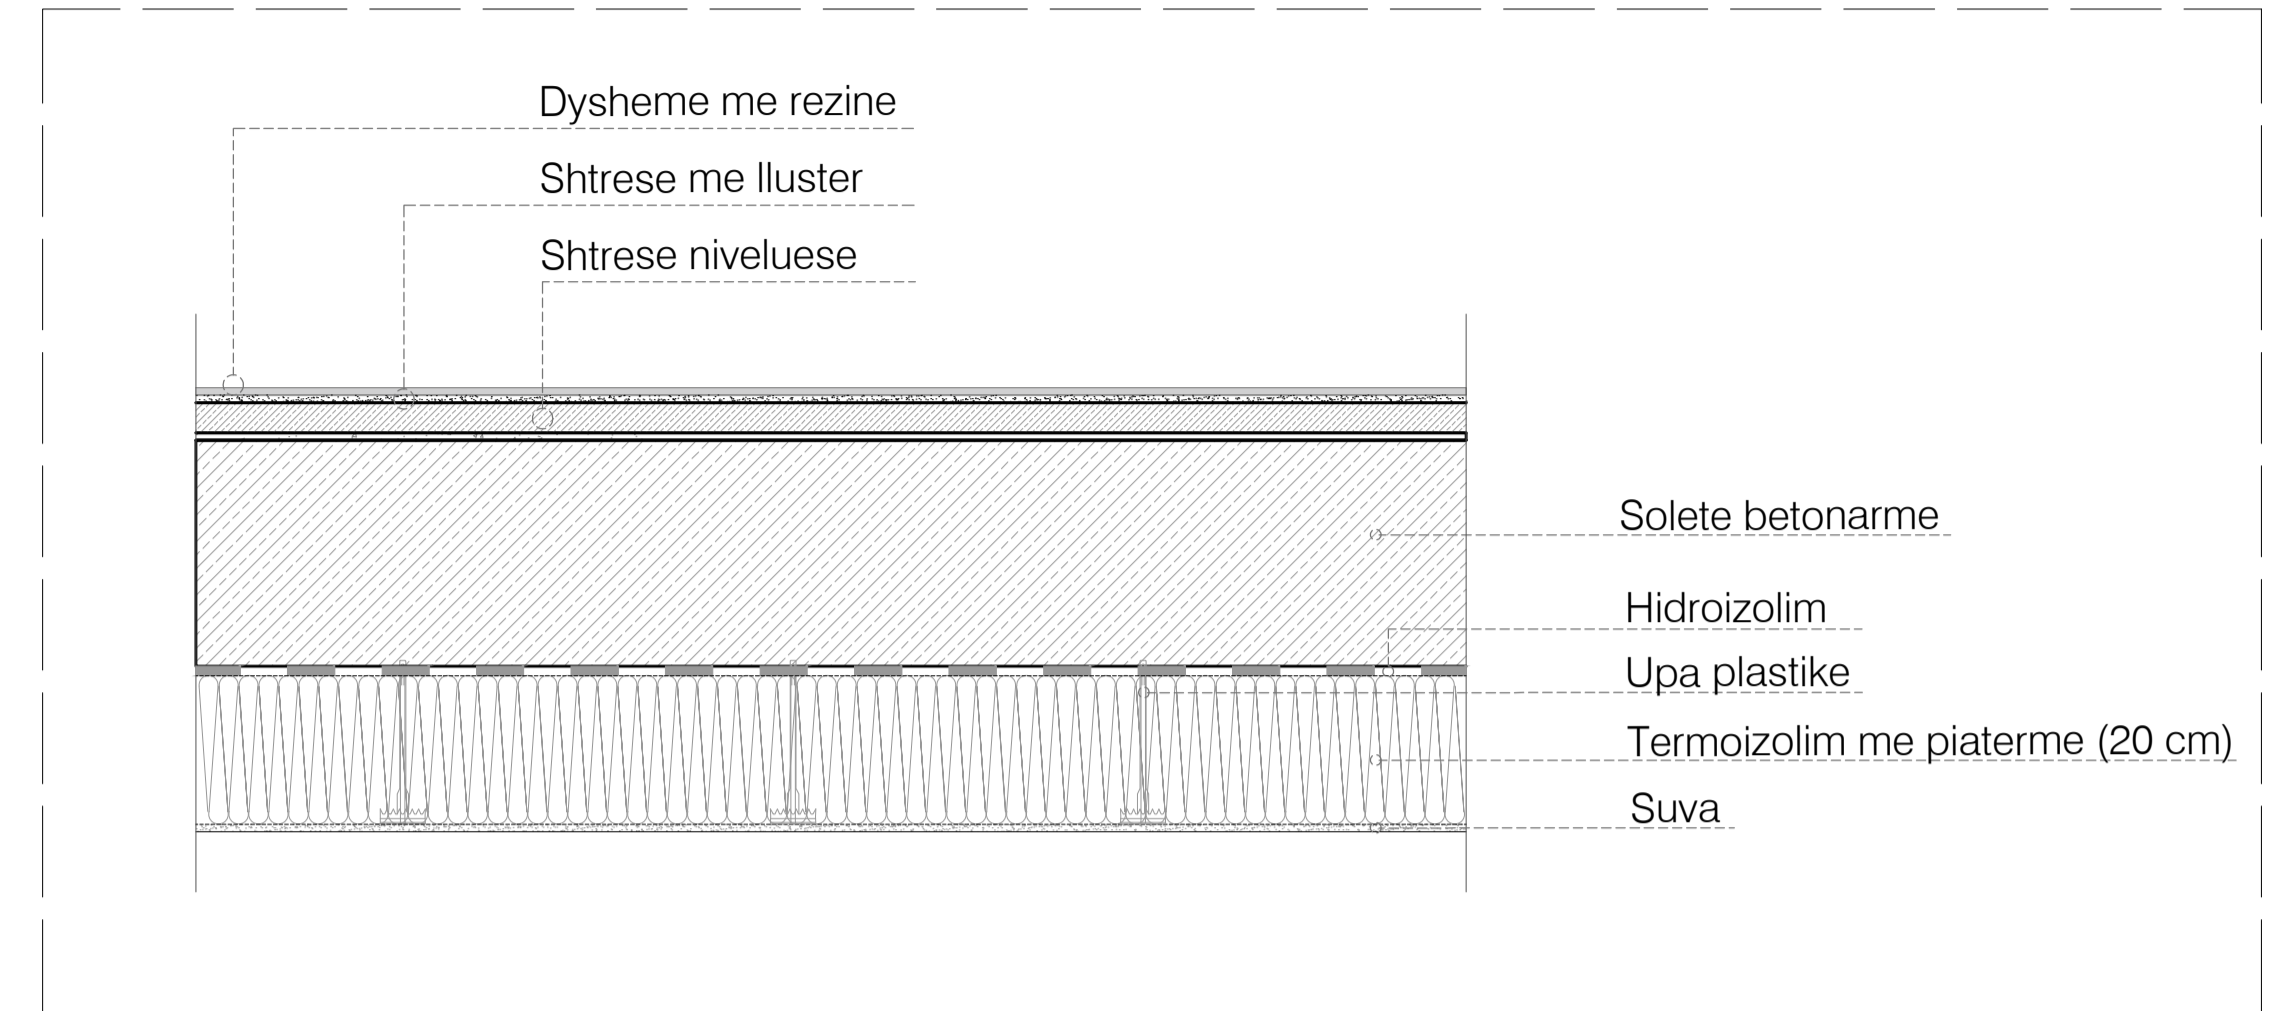 Dysheme me rezine
Shtrese me lluster
Shtrese niveluese
Solete betonarme
Hidroizolim
Upa plastike
Termoizolim me piaterme (20 cm)
Suva